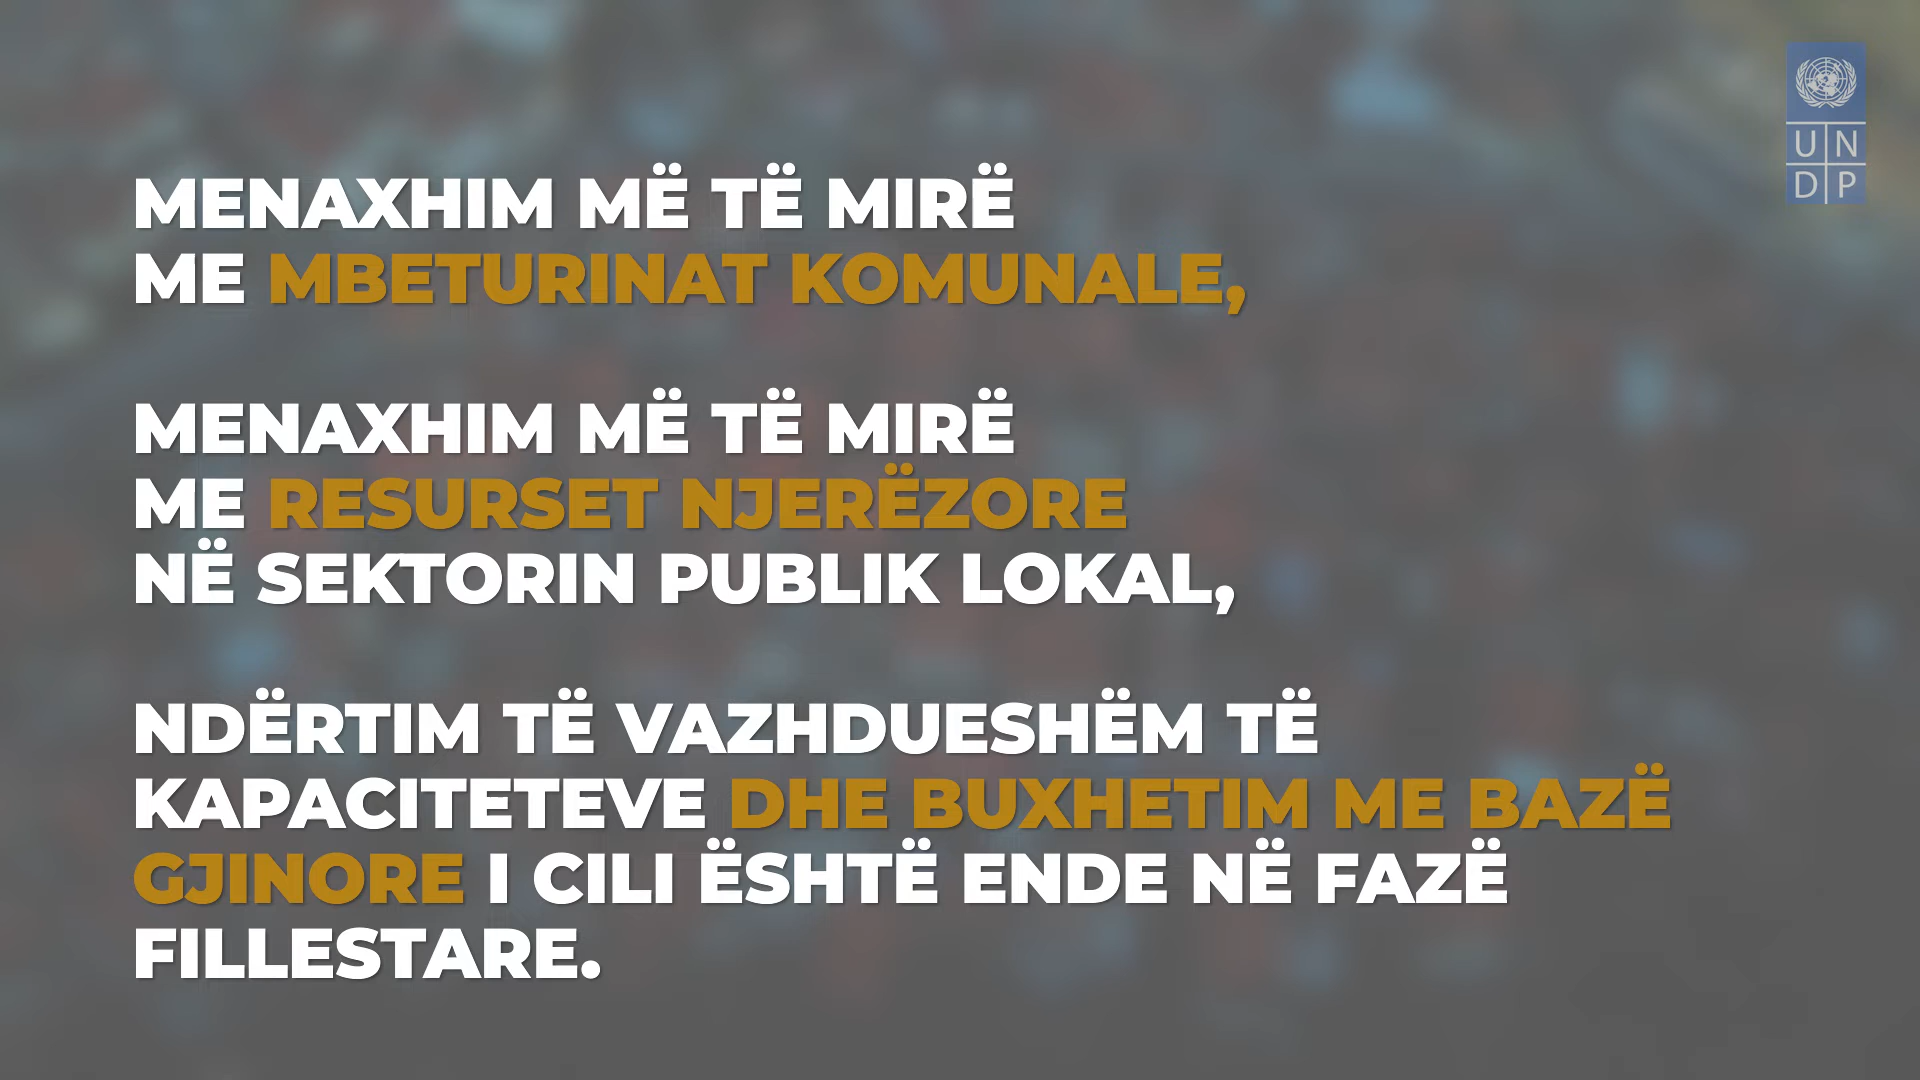 MENAXHIM MË TË MIRË
ME MBETURINAT KOMUNALE,
MENAXHIM MË TË MIRË
ME RESURSET NJERËZORE
NË SEKTORIN PUBLIK LOKAL,
NDËRTIM TË VAZHDUESHËM TË
KAPACITETEVE DHE BUXHETIM ME BAZË
GJINORE I CILI ËSHTË ENDE NË FAZË
FILLESTARE.
U N
D P